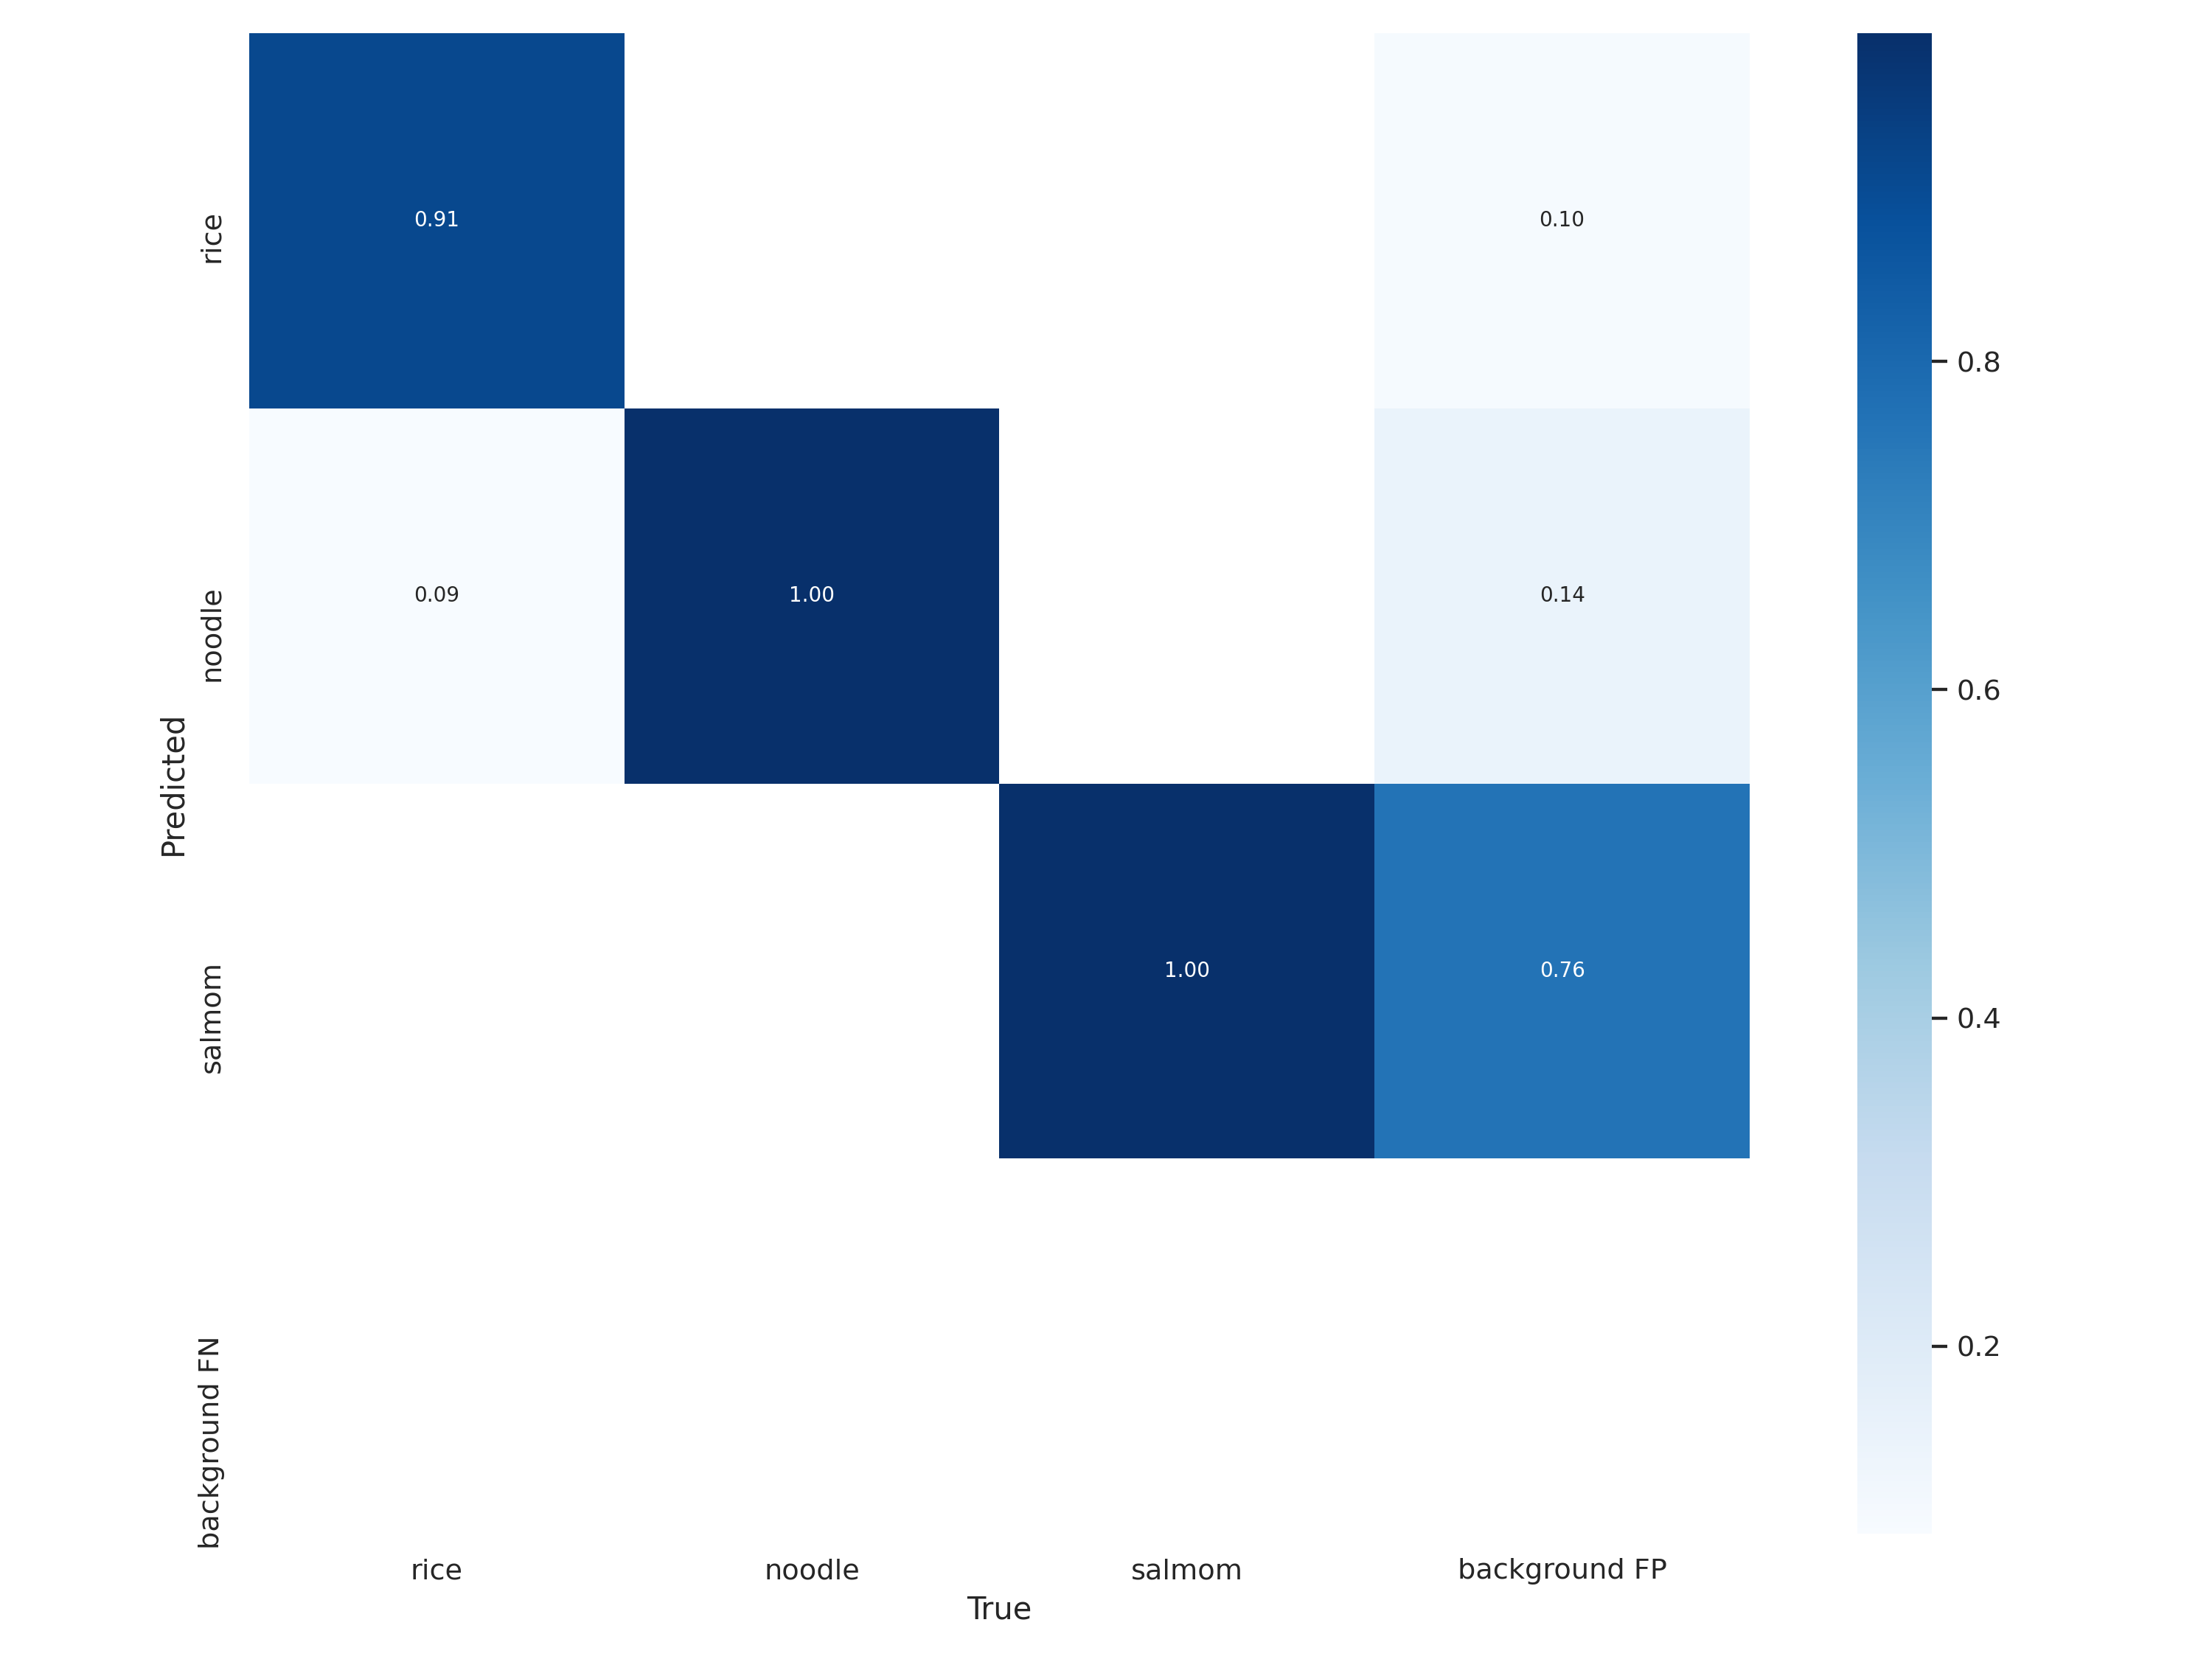 rice
0.91
0.10
0.8
noodle
0.09
1.00
0.14
0.6
Predicted
salmom
1.00
0.76
0.4
background FN
0.2
rice
noodle
salmom
background FP
True